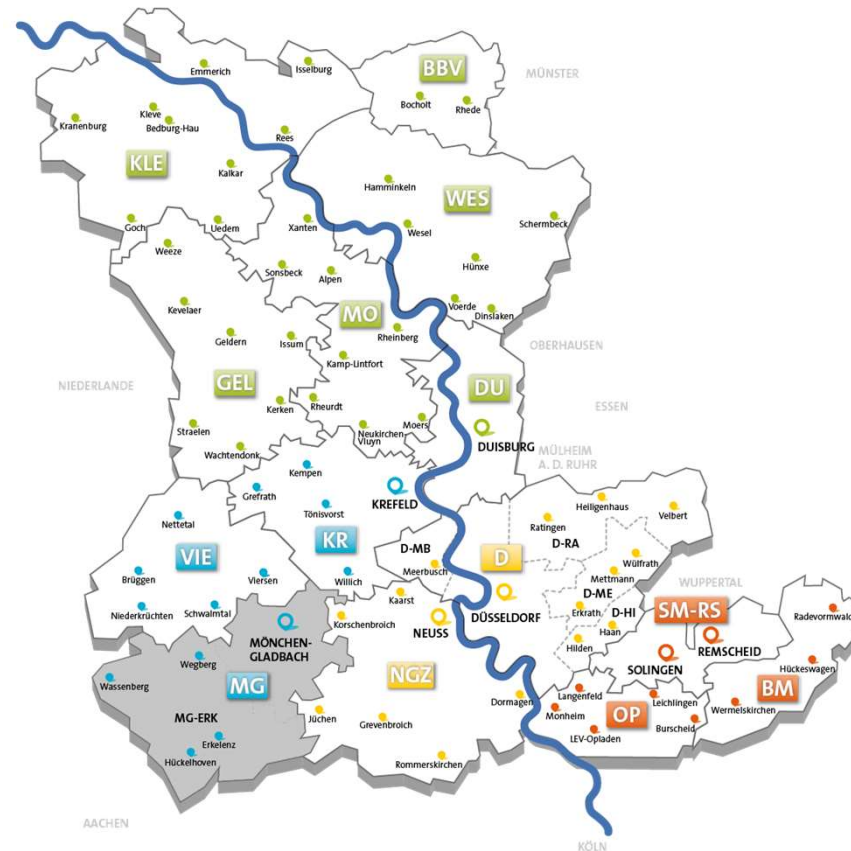 Emmerich
Isselburg
BBV
MÜNSTER
Bocholt
Rhede
Kleve
Kranenburg
Bedburg-Hau
Rees
KLE
Kalkar
Hamminkeln
WES
Goch
Uedem
Xanten
Wesel
Schermbeck
Weeze
Sonsbeck
Alpen
Hünxe
Kevelaer
MO
Voerde
Dinslaken
Geldern
Issum
Rheinberg
OBERHAUSEN
Kamp-Lintfort
NIEDERLANDE
GEL
DU
ESSEN
Kerken
Rheurdt
Straelen
Moers
Neukirchen-
Vluyn
DUISBURG
Wachtendonk
MÜLHEIM
A. D. RUHR
Kempen
Grefrath
KREFELD
Tönisvorst
Heiligenhaus
Velbert
Nettetal
Ratingen
VIE
KR
D-MB
D
D-RA
Meerbusch
Wülfrath
Brüggen
Viersen
Willich
Mettmann
WUPPERTAL
D-ME
Kaarst
Niederkrüchten
Schwalmtal
Korschenbroich
NEUSS
DÜSSELDORF
Erkrath
D-HI
SM-RS
Radevormwald
MÖNCHEN-
GLADBACH
Haan
Hilden
REMSCHEID
Wegberg
SOLINGEN
Wassenberg
MG
NGZ
Hückeswagen
BM
MG-ERK
Jüchen
Grevenbroich
Dormagen
Langenfeld
Leichlingen
Wermelskirchen
Monheim
OP
Erkelenz
Hückelhoven
LEV-Opladen
Burscheid
Rommerskirchen
AACHEN
KÖLN